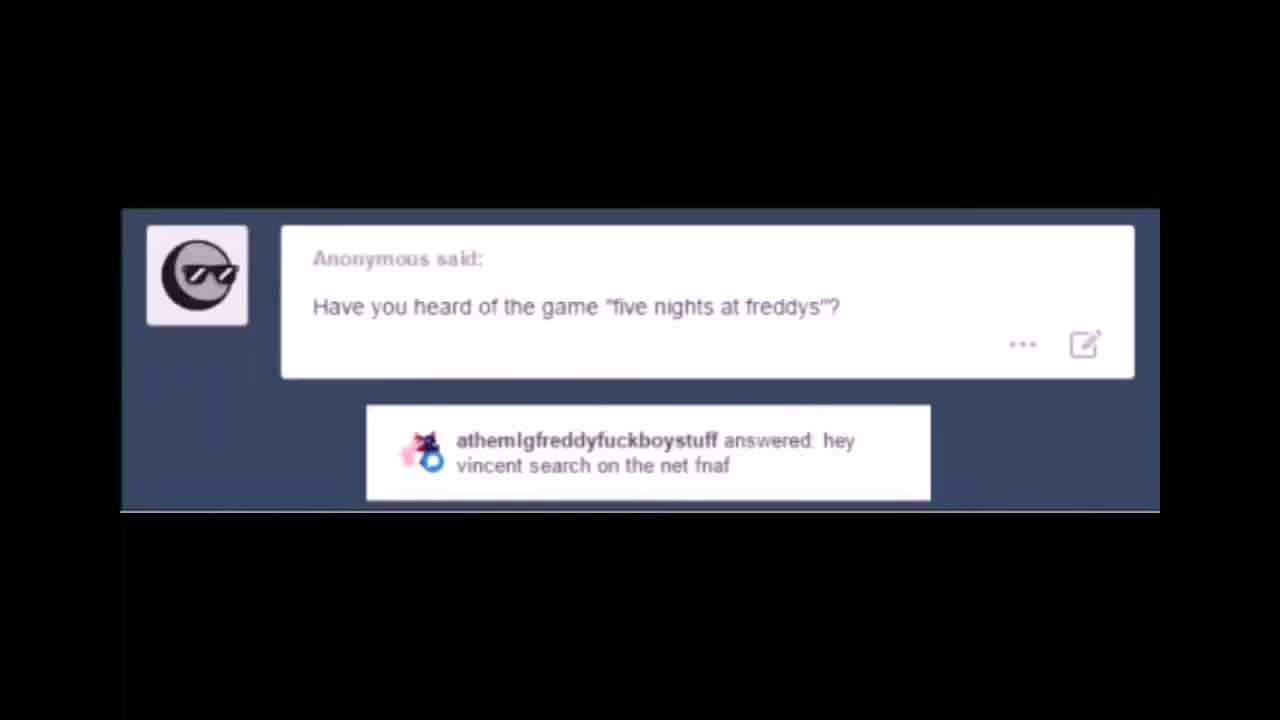 Anonymous said:
Have you heard of the game "five nights at freddys"?
athemlgfreddyfuckboystuff answered: hey
vincent search on the net fnaf